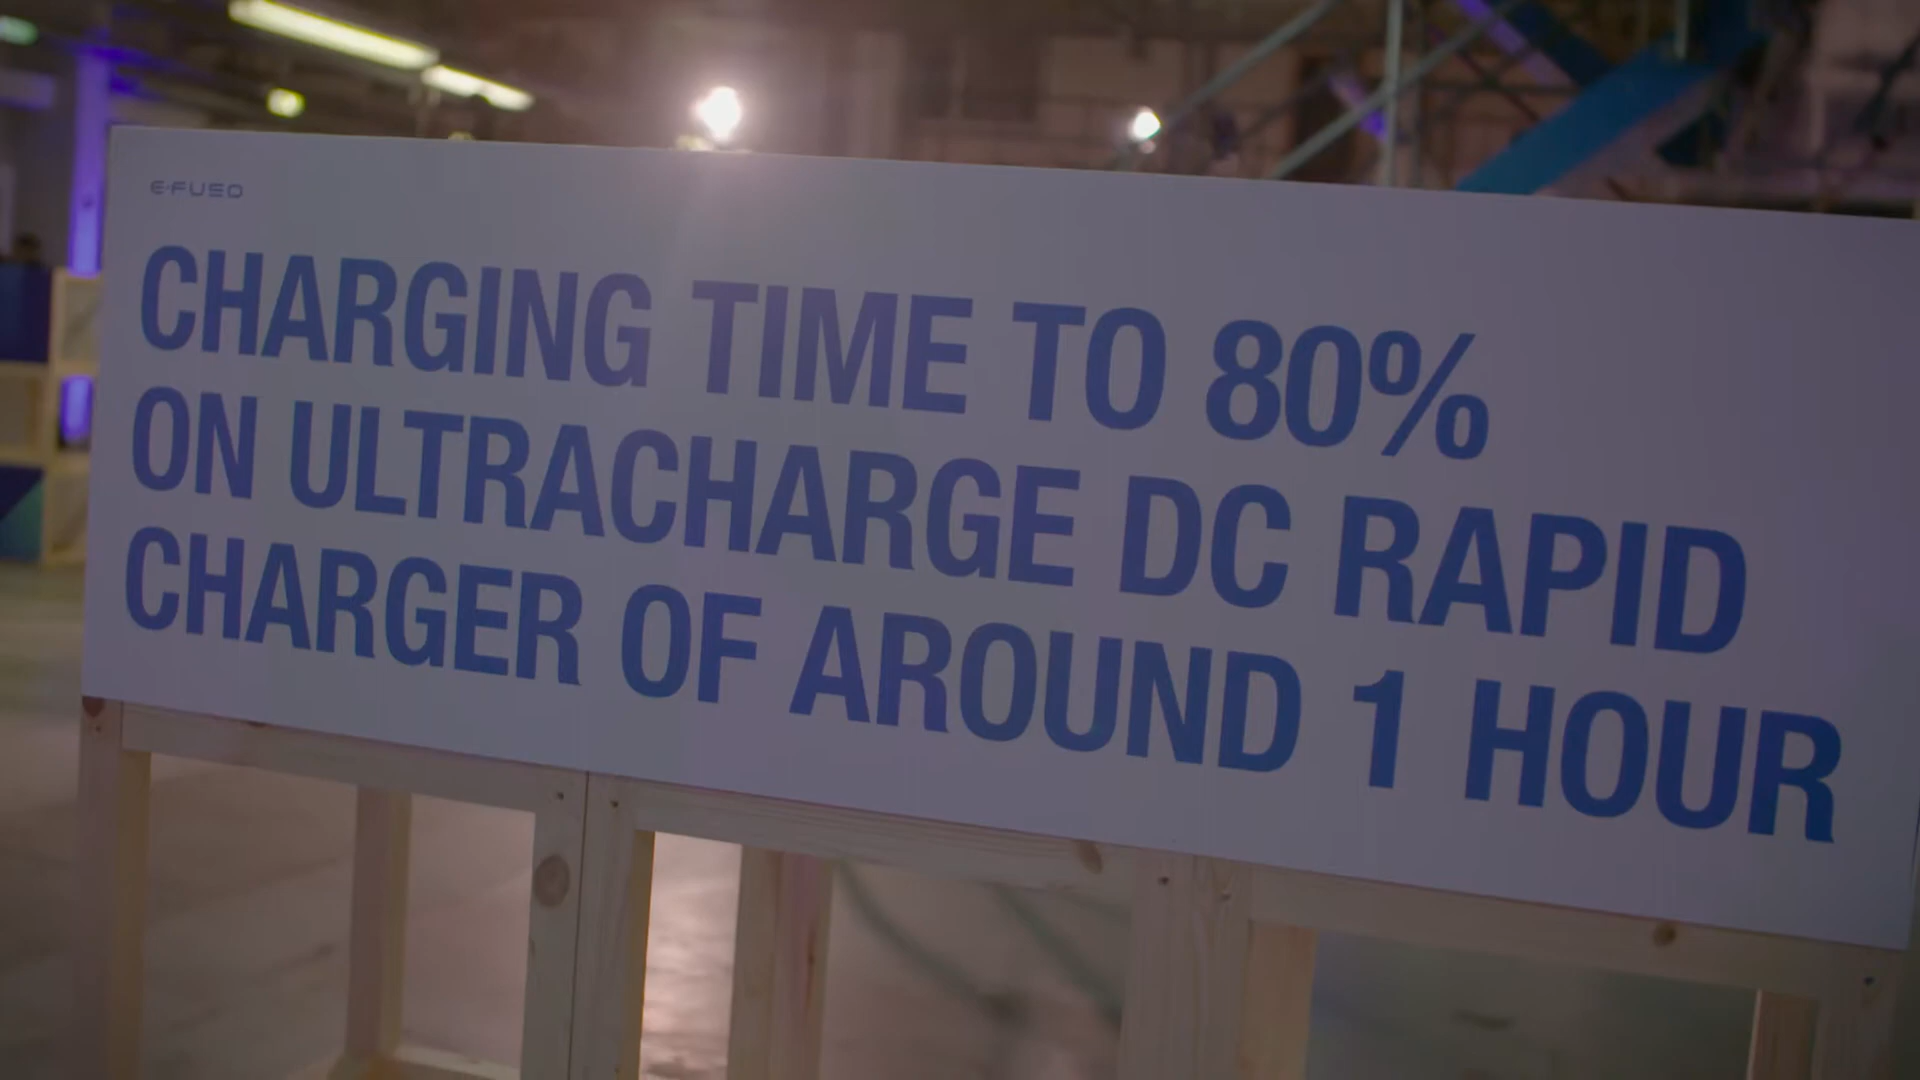 E-FUSO
CHARGING TIME TO 80%
ON ULTRACHARGE DC RAPID
CHARGER OF AROUND 1 HOUR